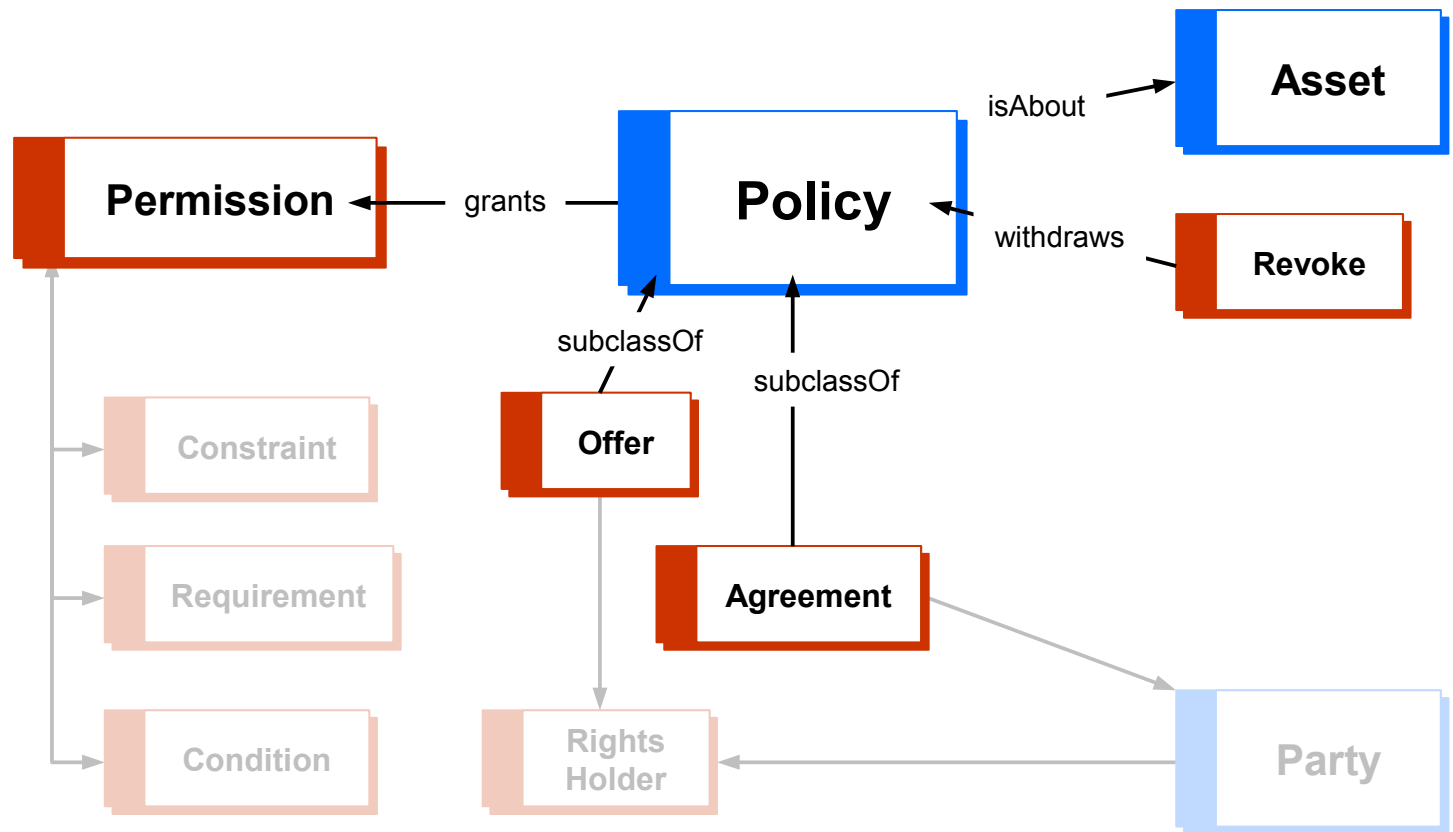 Asset
isAbout
Policy
Permission
grants
withdraws
Revoke
subclassOf
subclassOf
Offer
Constraint
Requirement
Agreement
Rights
Holder
Condition
Party